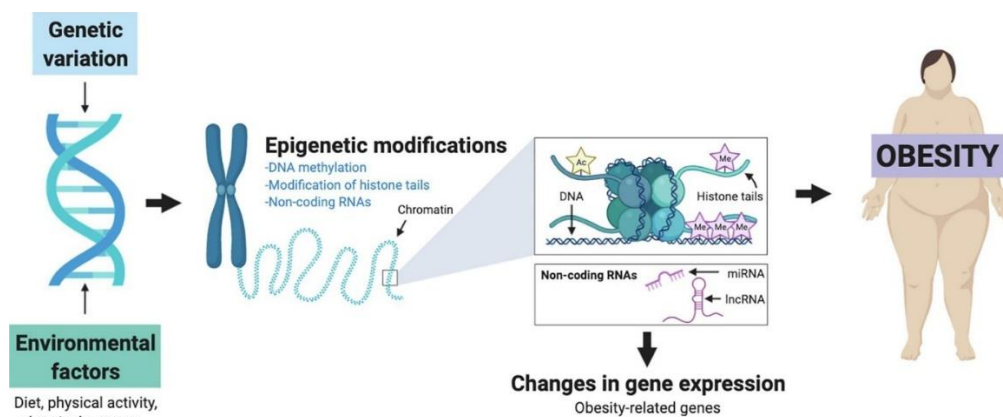 Genetic
variation
Environmental
factors
Diet, physical activity,
Epigenetic modifications
-DNA methylation
-Modification of histone tails
-Non-coding RNAs
Chromatin
Ac
Me
DNA
Histone tails
Me Me Me
Non-coding RNAs
miRNA
lncRNA
Changes in gene expression
Obesity-related genes
OBESITY